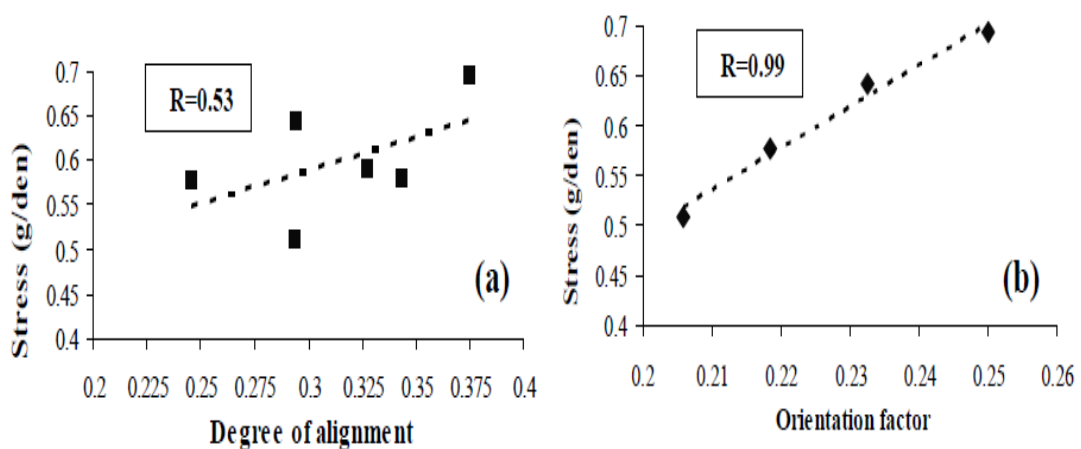 0.7
R=0.53
0.65
0.6
0.55
0.5
0.45
0.4
Stress (g/den)
(a)
0.2 0.225 0.25 0.275 0.3 0.325 0.35 0.375 0.4
Degree of alignment
0.7
R=0.99
0.65
0.6
0.55
0.5
0.45
0.4
Stress (g/den)
(b)
0.2 0.21 0.22 0.23 0.24 0.25 0.26
Orientation factor